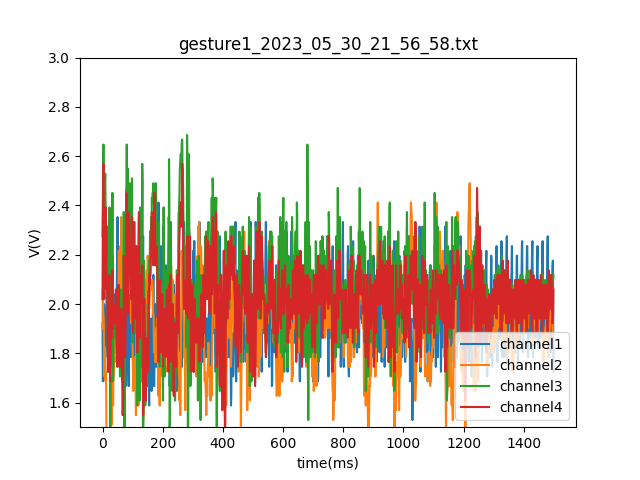 gesture1_2023_05_30_21_56_58.txt
3.0
2.8
2.6
2.4
2.2
2.0
1.8
1.6
V(V)
0 200 400 600 800 1000 1200 1400
time(ms)
channel1
channel2
channel3
channel4